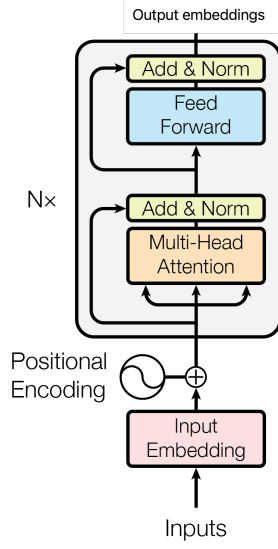 Output embeddings
Add & Norm
Feed
Forward
N×
Add & Norm
Multi-Head
Attention
Positional
Encoding
Input
Embedding
Inputs